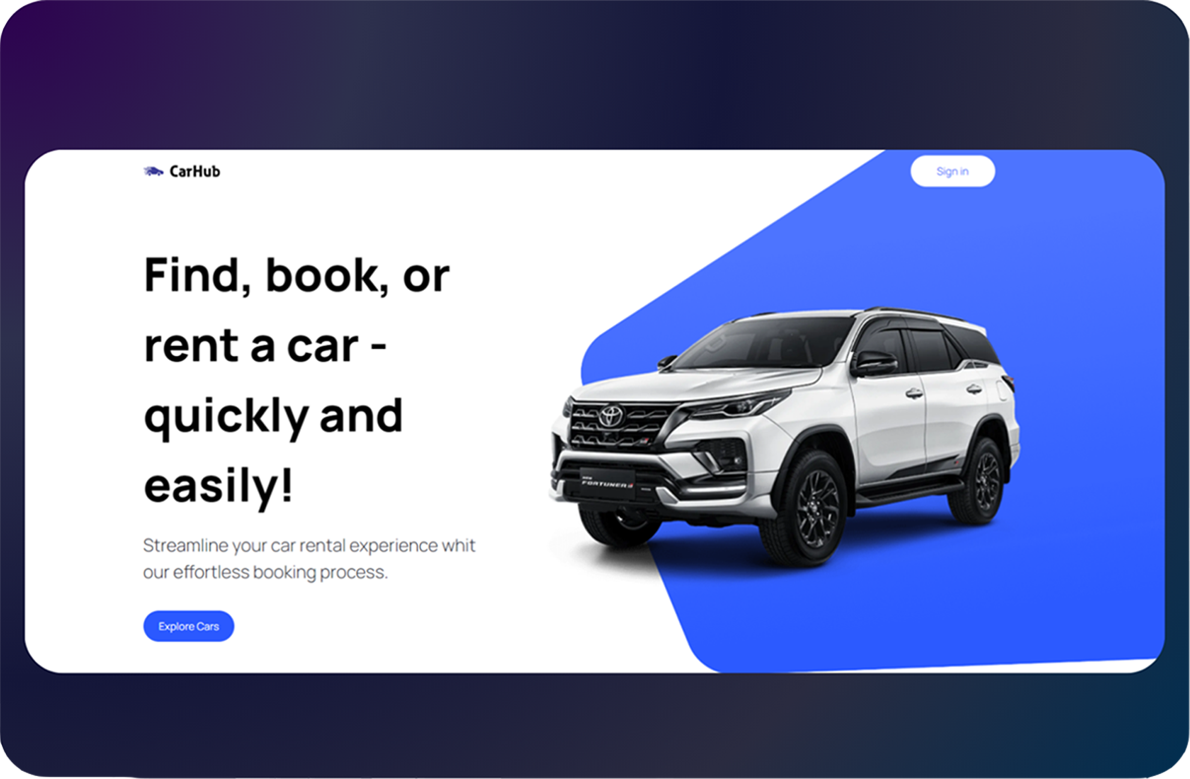 CarHub
Sign in
Find, book, or
rent a car -
quickly and
easily!
Streamline your car rental experience whit
our effortless booking process.
Explore Cars
FORTUNER